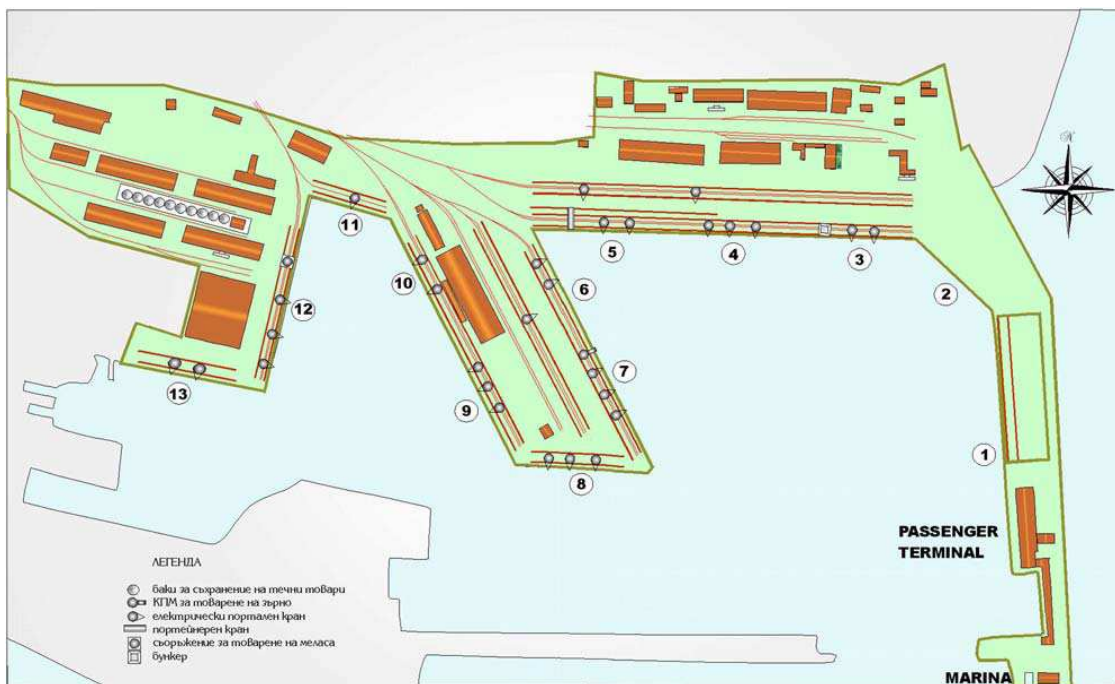 11
5
4
3
10
6
2
12
7
13
9
1
8
PASSENGER
TERMINAL
ЛЕГЕНДА
баки за съхранение на течни товари
КПМ за товарене на зърно
електрически портален кран
портейнерен кран
съоръжение за товарене на меласа
бункер
MARINA